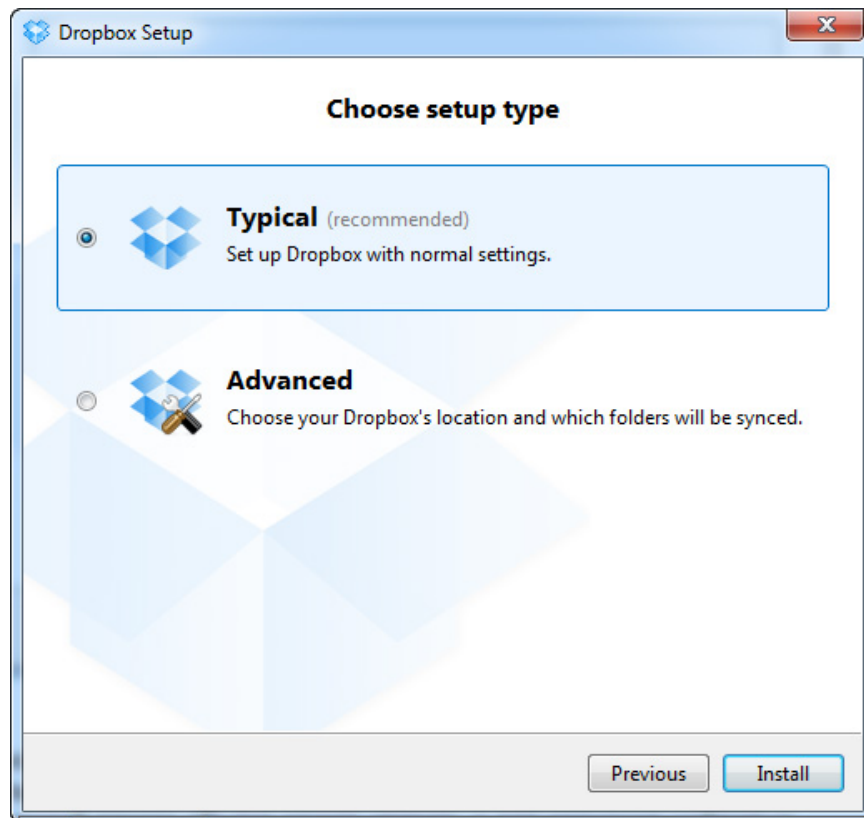 Dropbox Setup
Choose setup type
Typical (recommended)
Set up Dropbox with normal settings.
Advanced
Choose your Dropbox's location and which folders will be synced.
Previous Install